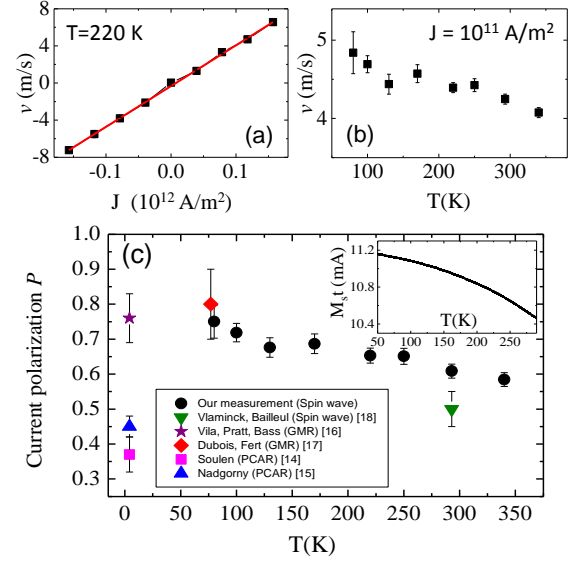 T=220 K
(a)
v (m/s)
8
4
0
-4
-8
-0.1
0.0
0.1
J (10¹² A/m²)
J = 10¹¹ A/m²
(b)
v (m/s)
5
4
100
200
300
T(K)
(c)
Current polarization P
1.0
0.9
0.8
0.7
0.6
0.5
0.4
0.3
0
50
100
150
200
250
300
350
T(K)
Our measurement (Spin wave)
Vlaminck, Bailleul (Spin wave) [18]
Vila, Pratt, Bass (GMR) [16]
Dubois, Fert (GMR) [17]
Soulen (PCAR) [14]
Nadgorny (PCAR) [15]
Mₛt (mA)
11.6
11.2
10.8
10.4
T(K)
50
100
150
200
250